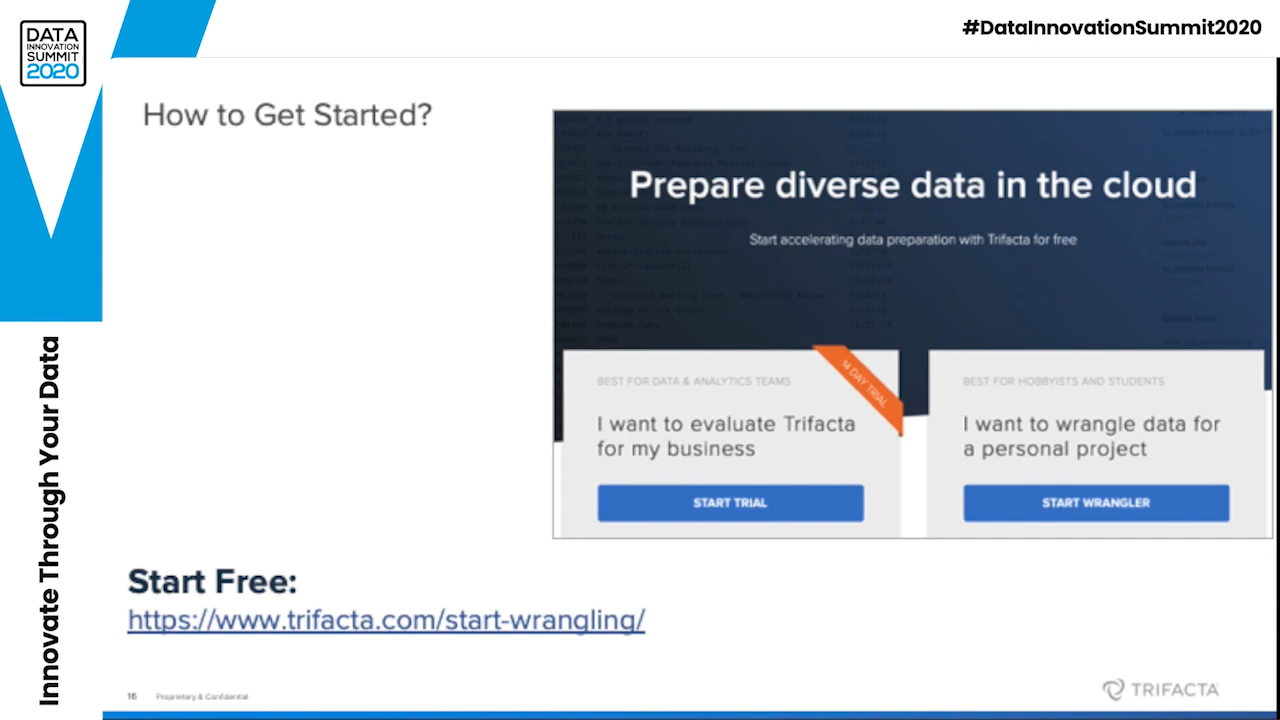 DATA
INNOVATION
SUMMIT
2020
#DataInnovationSummit2020
Innovate Through Your Data
How to Get Started?
Prepare diverse data in the cloud
Start accelerating data preparation with Trifacta for free
BEST FOR DATA & ANALYTICS TEAMS
14 DAY TRIAL
I want to evaluate Trifacta
for my business
START TRIAL
BEST FOR HOBBYISTS AND STUDENTS
I want to wrangle data for
a personal project
START WRANGLER
Start Free:
https://www.trifacta.com/start-wrangling/
16
Proprietary & Confidential
TRIFACTA